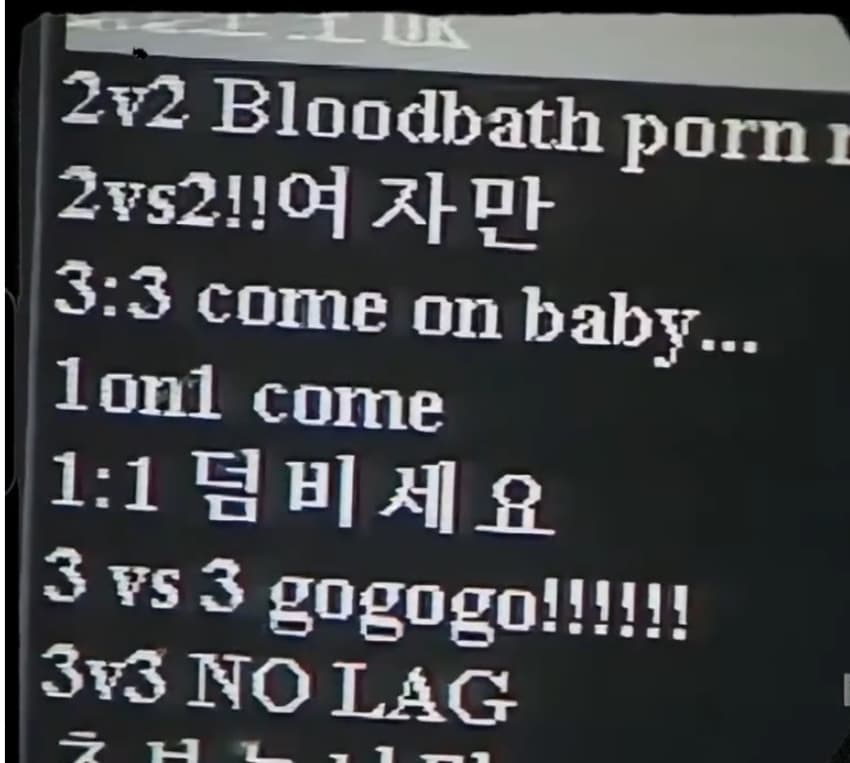 OK
2v2 Bloodbath porn
2vs2!!여 자 만
3:3 come on baby...
1on1 come
1:1 덤 비 세 요
3 vs 3 gogogo!!!!!!
3v3 NO LAG